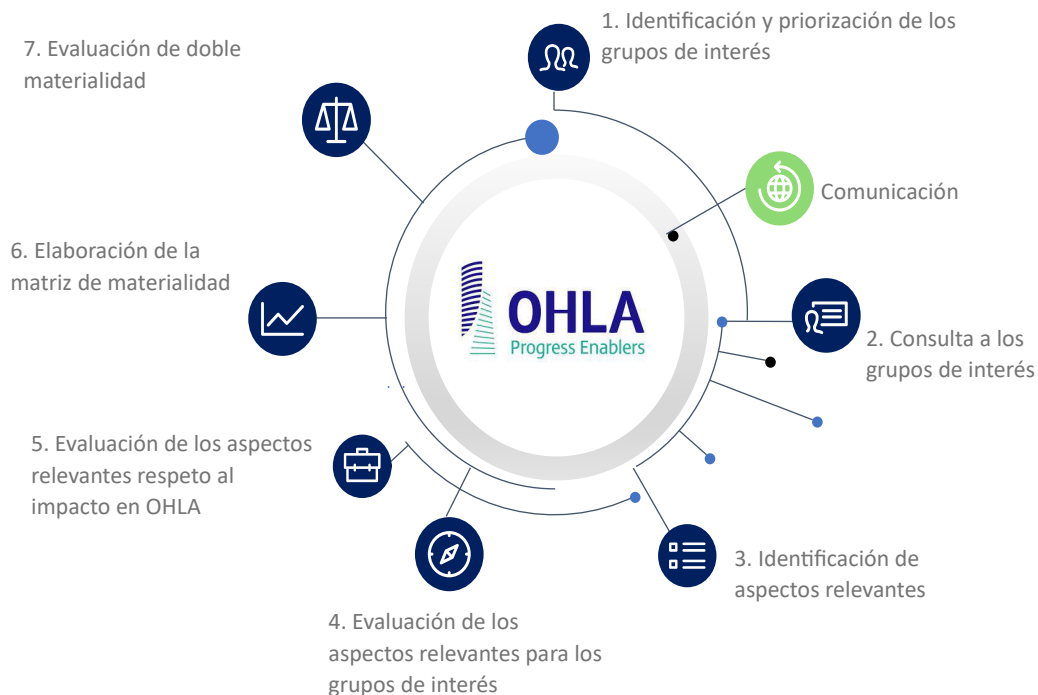 1. Identificación y priorización de los
grupos de interés
Comunicación
2. Consulta a los
grupos de interés
3. Identificación de
aspectos relevantes
4. Evaluación de los
aspectos relevantes para los
grupos de interés
5. Evaluación de los aspectos
relevantes respeto al
impacto en OHLA
6. Elaboración de la
matriz de materialidad
7. Evaluación de doble
materialidad
OHLA
Progress Enablers